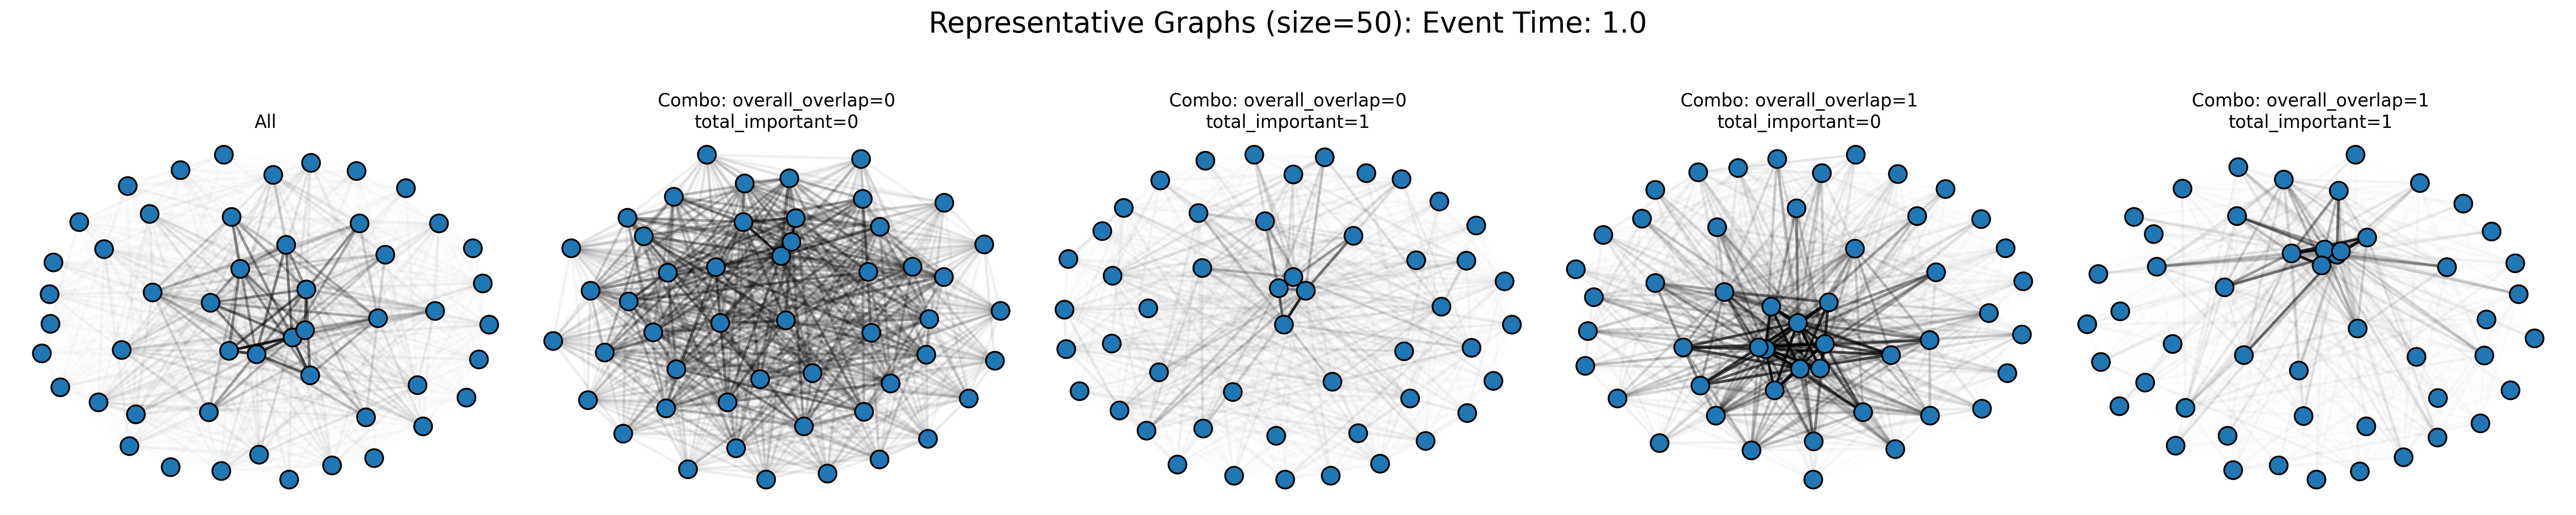 Representative Graphs (size=50): Event Time: 1.0
All
Combo: overall_overlap=0
total_important=0
Combo: overall_overlap=0
total_important=1
Combo: overall_overlap=1
total_important=0
Combo: overall_overlap=1
total_important=1